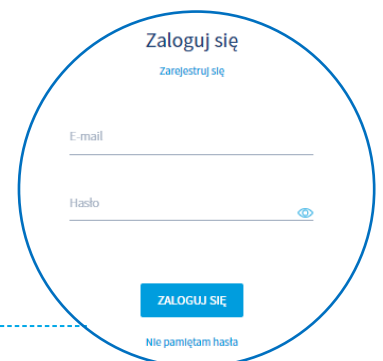 Zaloguj się
Zarejestruj się
E-mail
Hasło
ZALOGUJ SIĘ
Nie pamiętam hasła